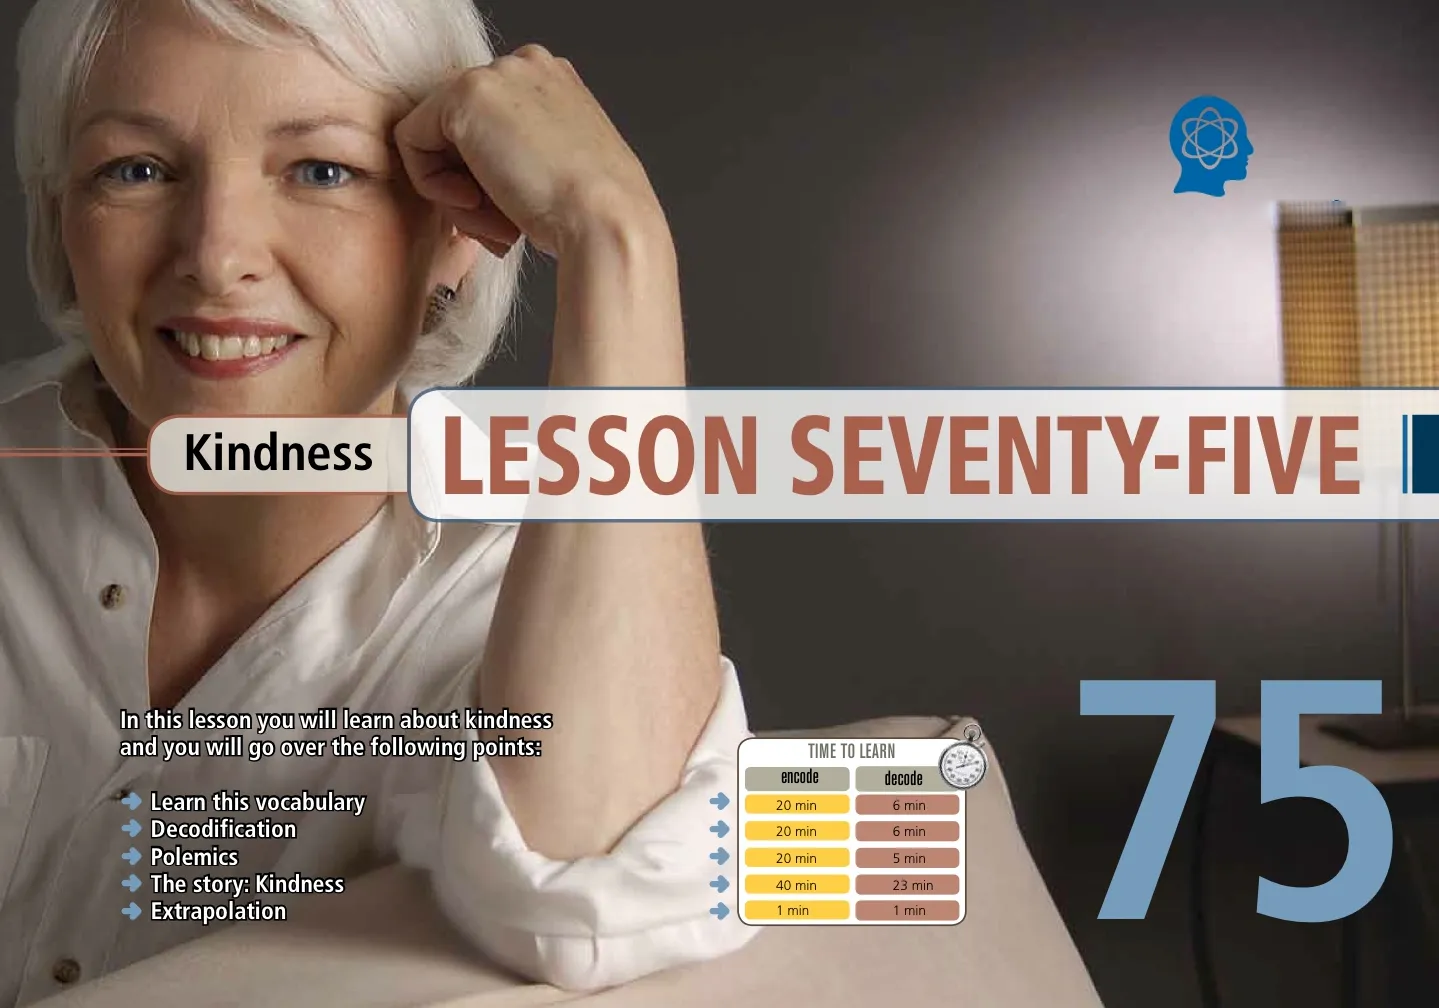 Kindness
LESSON SEVENTY-FIVE
In this lesson you will learn about kindness
and you will go over the following points:
Learn this vocabulary
Decodification
Polemics
The story: Kindness
Extrapolation
TIME TO LEARN
encode decode
20 min 6 min
20 min 6 min
20 min 5 min
40 min 23 min
1 min 1 min
75